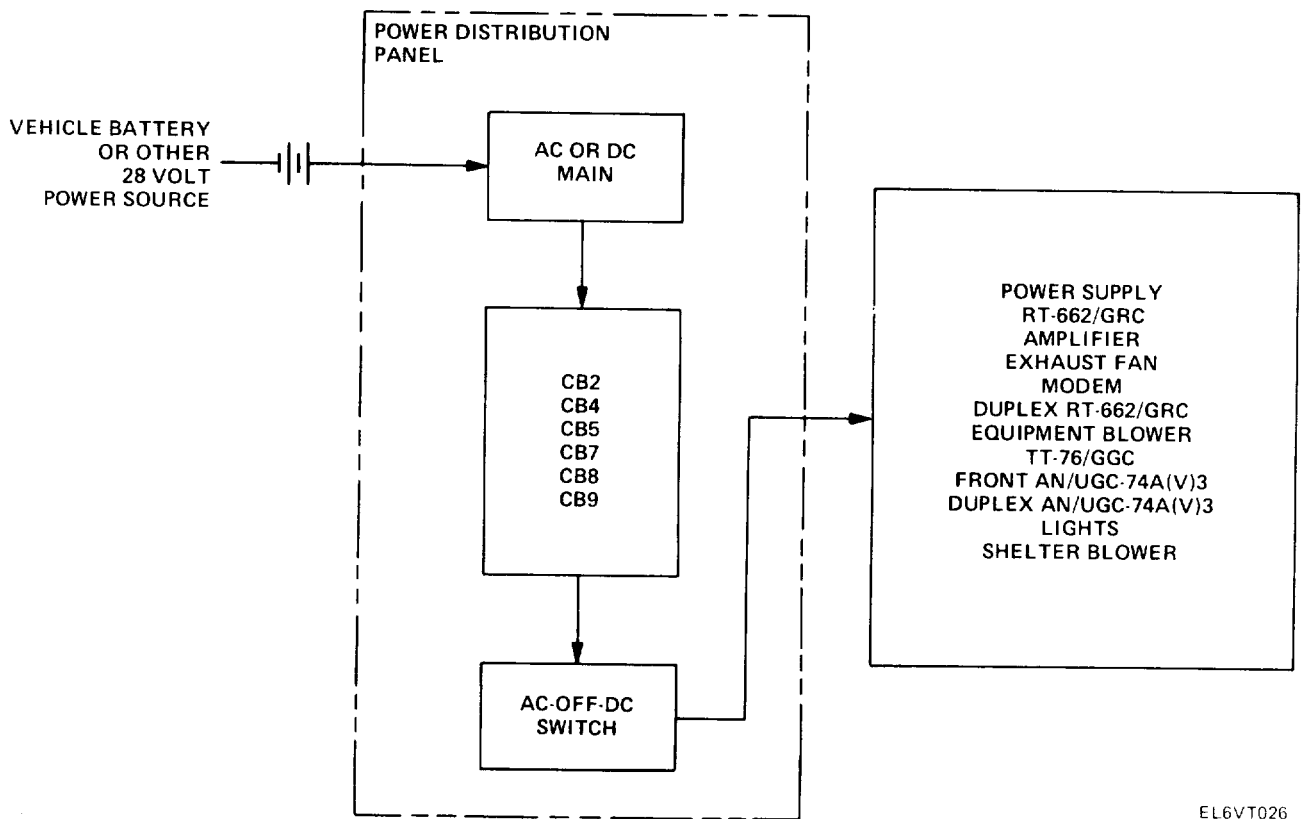 POWER DISTRIBUTION
PANEL
VEHICLE BATTERY
OR OTHER
28 VOLT
POWER SOURCE
AC OR DC
MAIN
CB2
CB4
CB5
CB7
CB8
CB9
AC-OFF-DC
SWITCH
POWER SUPPLY
RT-662/GRC
AMPLIFIER
EXHAUST FAN
MODEM
DUPLEX RT-662/GRC
EQUIPMENT BLOWER
TT-76/GGC
FRONT AN/UGC-74A(V)3
DUPLEX AN/UGC-74A(V)3
LIGHTS
SHELTER BLOWER
EL6VT026